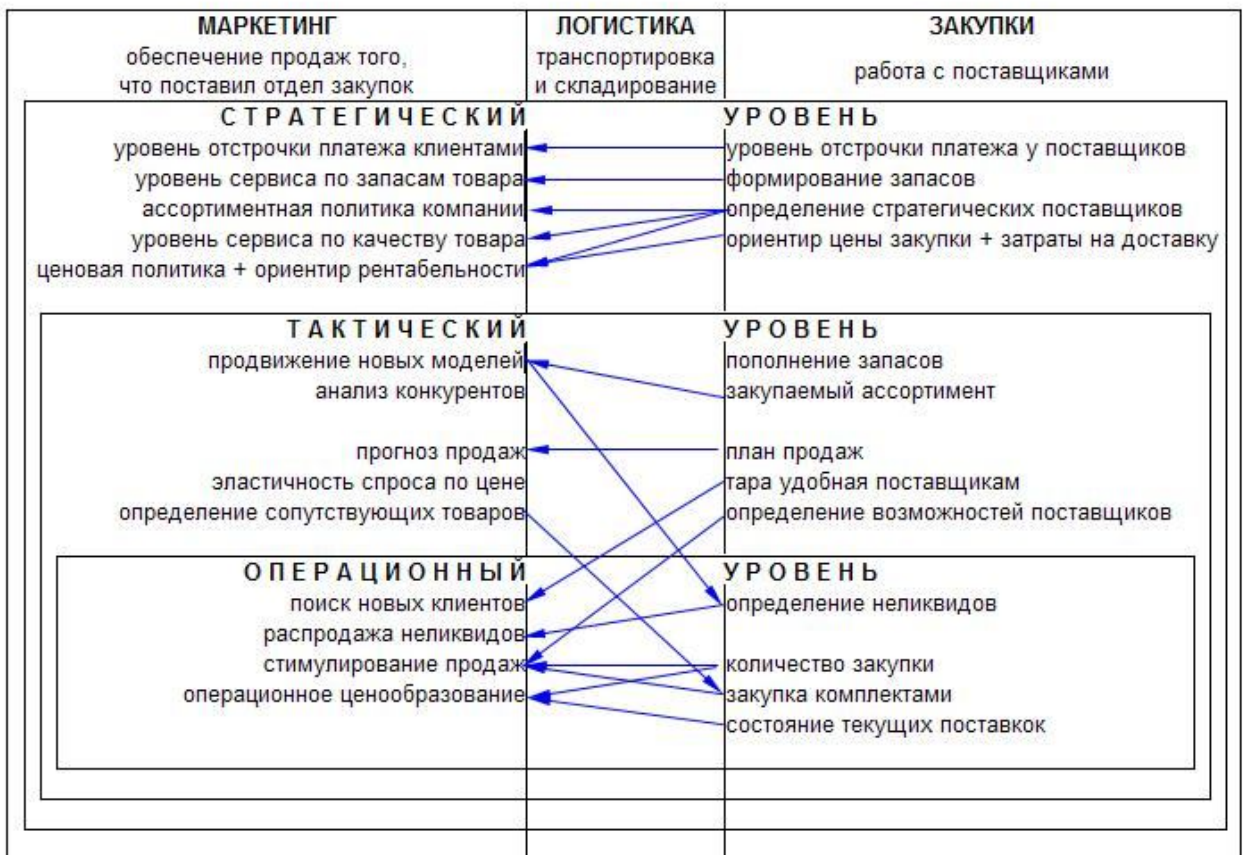 МАРКЕТИНГ
обеспечение продаж того,
что поставил отдел закупок
ЛОГИСТИКА
транспортировка
и складирование
ЗАКУПКИ
работа с поставщиками
СТРАТЕГИЧЕСКИЙ УРОВЕНЬ
уровень отстрочки платежа клиентами
уровень отстрочки платежа у поставщиков
уровень сервиса по запасам товара
формирование запасов
ассортиментная политика компании
определение стратегических поставщиков
уровень сервиса по качеству товара
ориентир цены закупки + затраты на доставку
ценовая политика + ориентир рентабельности
ТАКТИЧЕСКИЙ УРОВЕНЬ
продвижение новых моделей
пополнение запасов
анализ конкурентов
закупаемый ассортимент
прогноз продаж
план продаж
эластичность спроса по цене
тара удобная поставщикам
определение сопутствующих товаров
определение возможностей поставщиков
ОПЕРАЦИОННЫЙ УРОВЕНЬ
поиск новых клиентов
определение неликвидов
распродажа неликвидов
стимулирование продаж
количество закупки
операционное ценообразование
закупка комплектами
состояние текущих поставкок